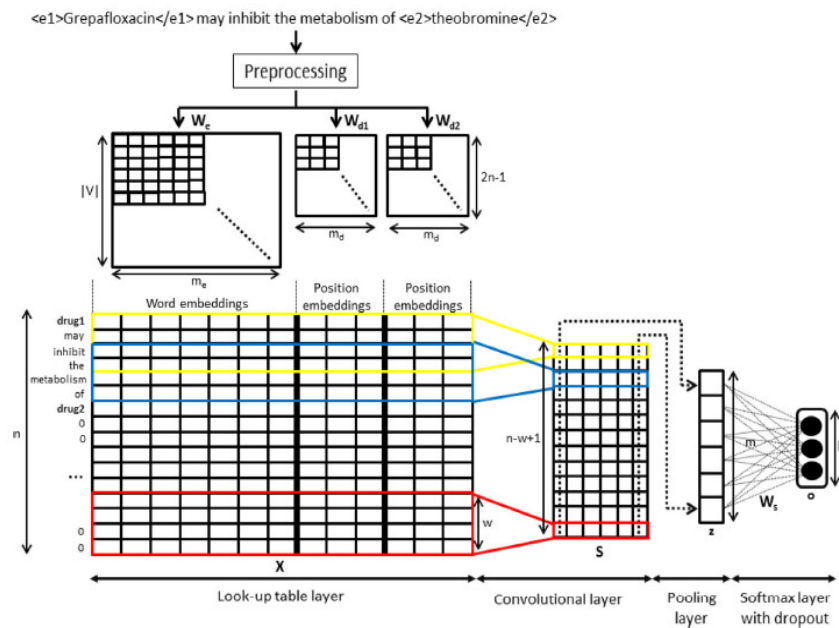 <e1>Grepafloxacin</e1> may inhibit the metabolism of <e2>theobromine</e2>
Preprocessing
We
Wd1
Wd2
|V|
2n-1
me
md
md
Word embeddings
Position embeddings
Position embeddings
drug1
may
inhibit
the
metabolism
of
drug2
0
0
...
0
0
n
w
n-w+1
m
Ws
o
z
X
S
Look-up table layer
Convolutional layer
Pooling layer
Softmax layer with dropout